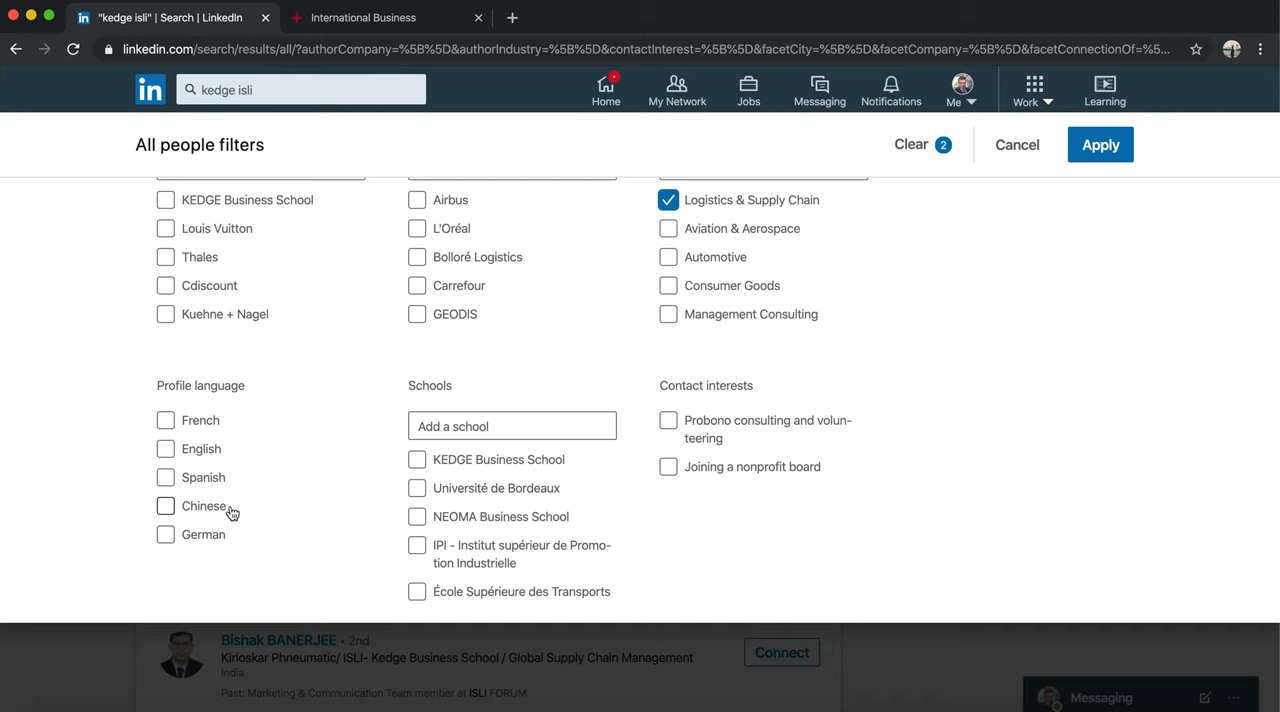 "kedge isli" | Search | LinkedIn
International Business
linkedin.com/search/results/all/?authorCompany=%5B%5D&authorIndustry=%5B%5D&contactInterest=%5B%5D&facetCity=%5B%5D&facetCompany=%5B%5D&facetConnectionOf=%5...
in
kedge isli
Home
My Network
Jobs
Messaging
Notifications
Me
Work
Learning
All people filters
Clear 2
Cancel
Apply
KEDGE Business School
Airbus
Logistics & Supply Chain
Louis Vuitton
L'Oréal
Aviation & Aerospace
Thales
Bolloré Logistics
Automotive
Cdiscount
Carrefour
Consumer Goods
Kuehne + Nagel
GEODIS
Management Consulting
Profile language
French
English
Spanish
Chinese
German
Schools
Add a school
KEDGE Business School
Université de Bordeaux
NEOMA Business School
IPI - Institut supérieur de Promo-
tion Industrielle
École Supérieure des Transports
Contact interests
Probono consulting and volun-
teering
Joining a nonprofit board
Bishak BANERJEE • 2nd
Kirloskar Phneumatic/ ISLI- Kedge Business School / Global Supply Chain Management
India
Past: Marketing & Communication Team member at ISLI FORUM
Connect
Messaging